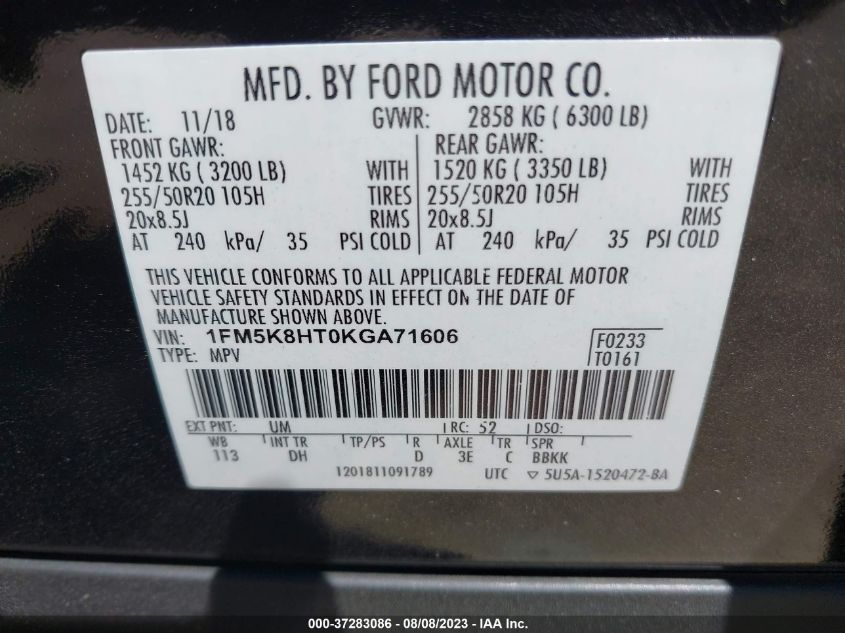 MFD. BY FORD MOTOR CO.
DATE: 11/18 GVWR: 2858 KG ( 6300 LB)
FRONT GAWR: REAR GAWR:
1452 KG ( 3200 LB) WITH 1520 KG ( 3350 LB) WITH
255/50R20 105H TIRES 255/50R20 105H TIRES
20x8.5J RIMS 20x8.5J RIMS
AT 240 kPa/ 35 PSI COLD AT 240 kPa/ 35 PSI COLD
THIS VEHICLE CONFORMS TO ALL APPLICABLE FEDERAL MOTOR
VEHICLE SAFETY STANDARDS IN EFFECT ON THE DATE OF
MANUFACTURE SHOWN ABOVE.
VIN: 1FM5K8HT0KGA71606 F0233
TYPE: MPV T0161
EXT PNT: UM RC: 52 DSO:
WB INT TR TP/PS R AXLE TR SPR
113 DH D 3E C BBKK
1201811091789 UTC ▽ 5U5A-1520472-BA
000-37283086 - 08/08/2023 - © IAA Inc.